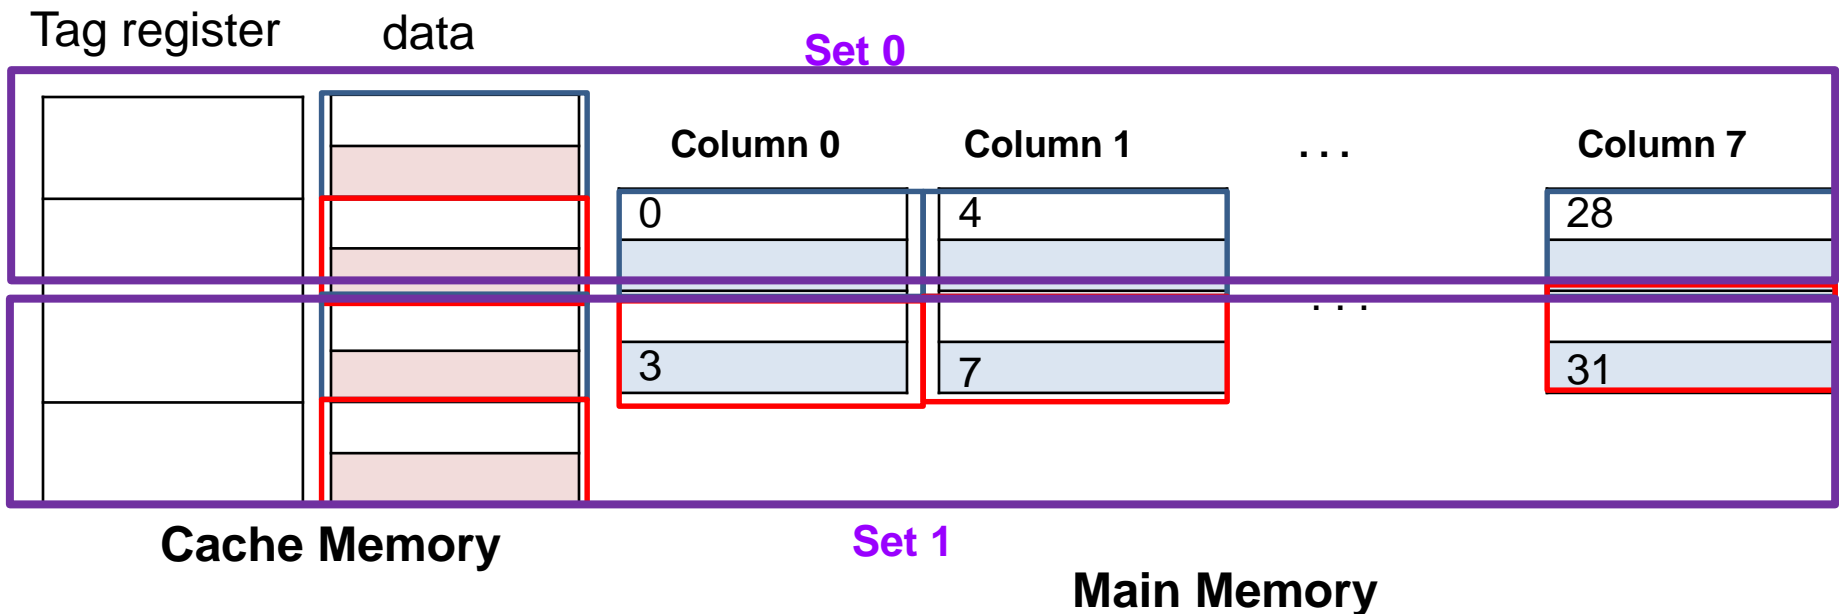 Tag register data
Set 0
Column 0 Column 1 . . . Column 7
0 4 28
. . .
3 7 31
Cache Memory
Set 1
Main Memory